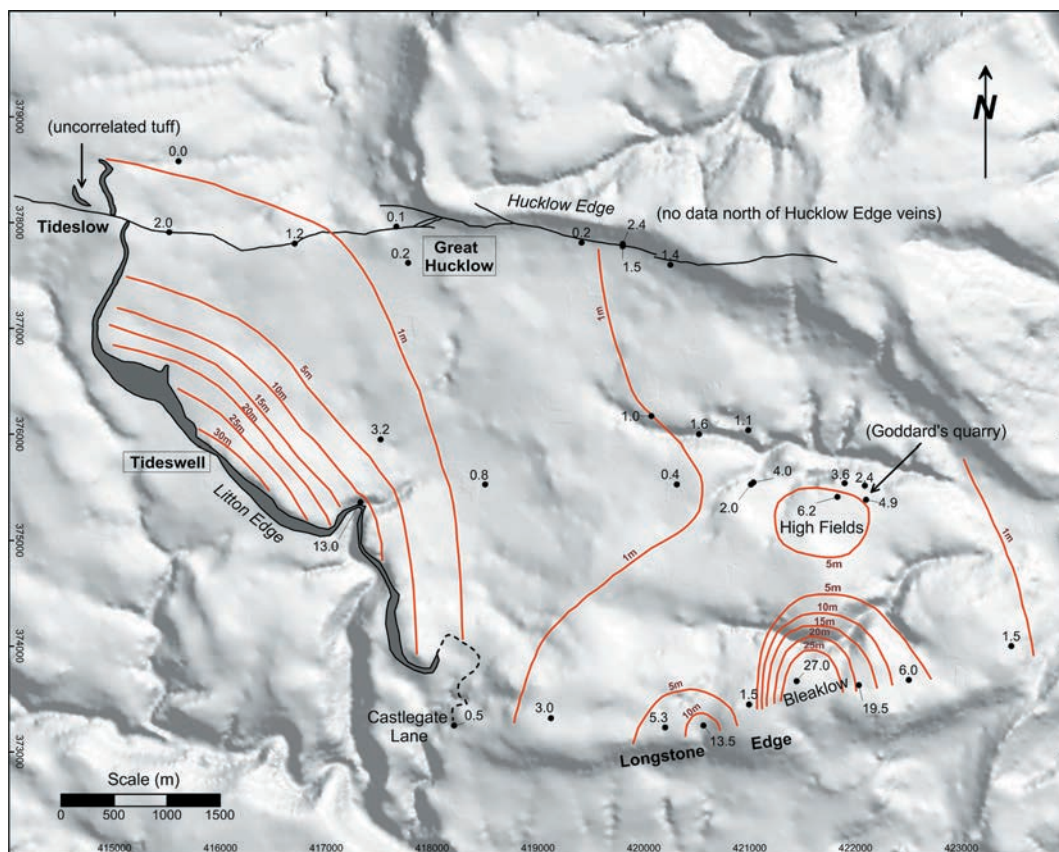 379000
(uncorrelated tuff)
0.0
N
378000
Hucklow Edge
(no data north of Hucklow Edge veins)
Tideslow
2.0
1.2
0.1
Great
Hucklow
0.2
0.2
2.4
1.5
1.4
377000
1m
1m
5m
10m
15m
20m
25m
30m
376000
3.2
1.0
1.6
1.1
(Goddard's quarry)
Tideswell
0.8
0.4
4.0
2.0
3.6
2.4
4.9
6.2
High Fields
5m
Litton Edge
13.0
375000
1m
1m
5m
10m
15m
20m
25m
27.0
Bleaklow
6.0
19.5
1.5
1.5
374000
Castlegate
Lane
0.5
3.0
5m
5.3
10m
13.5
Longstone
Edge
373000
Scale (m)
0
500
1000
1500
415000
416000
417000
418000
419000
420000
421000
422000
423000